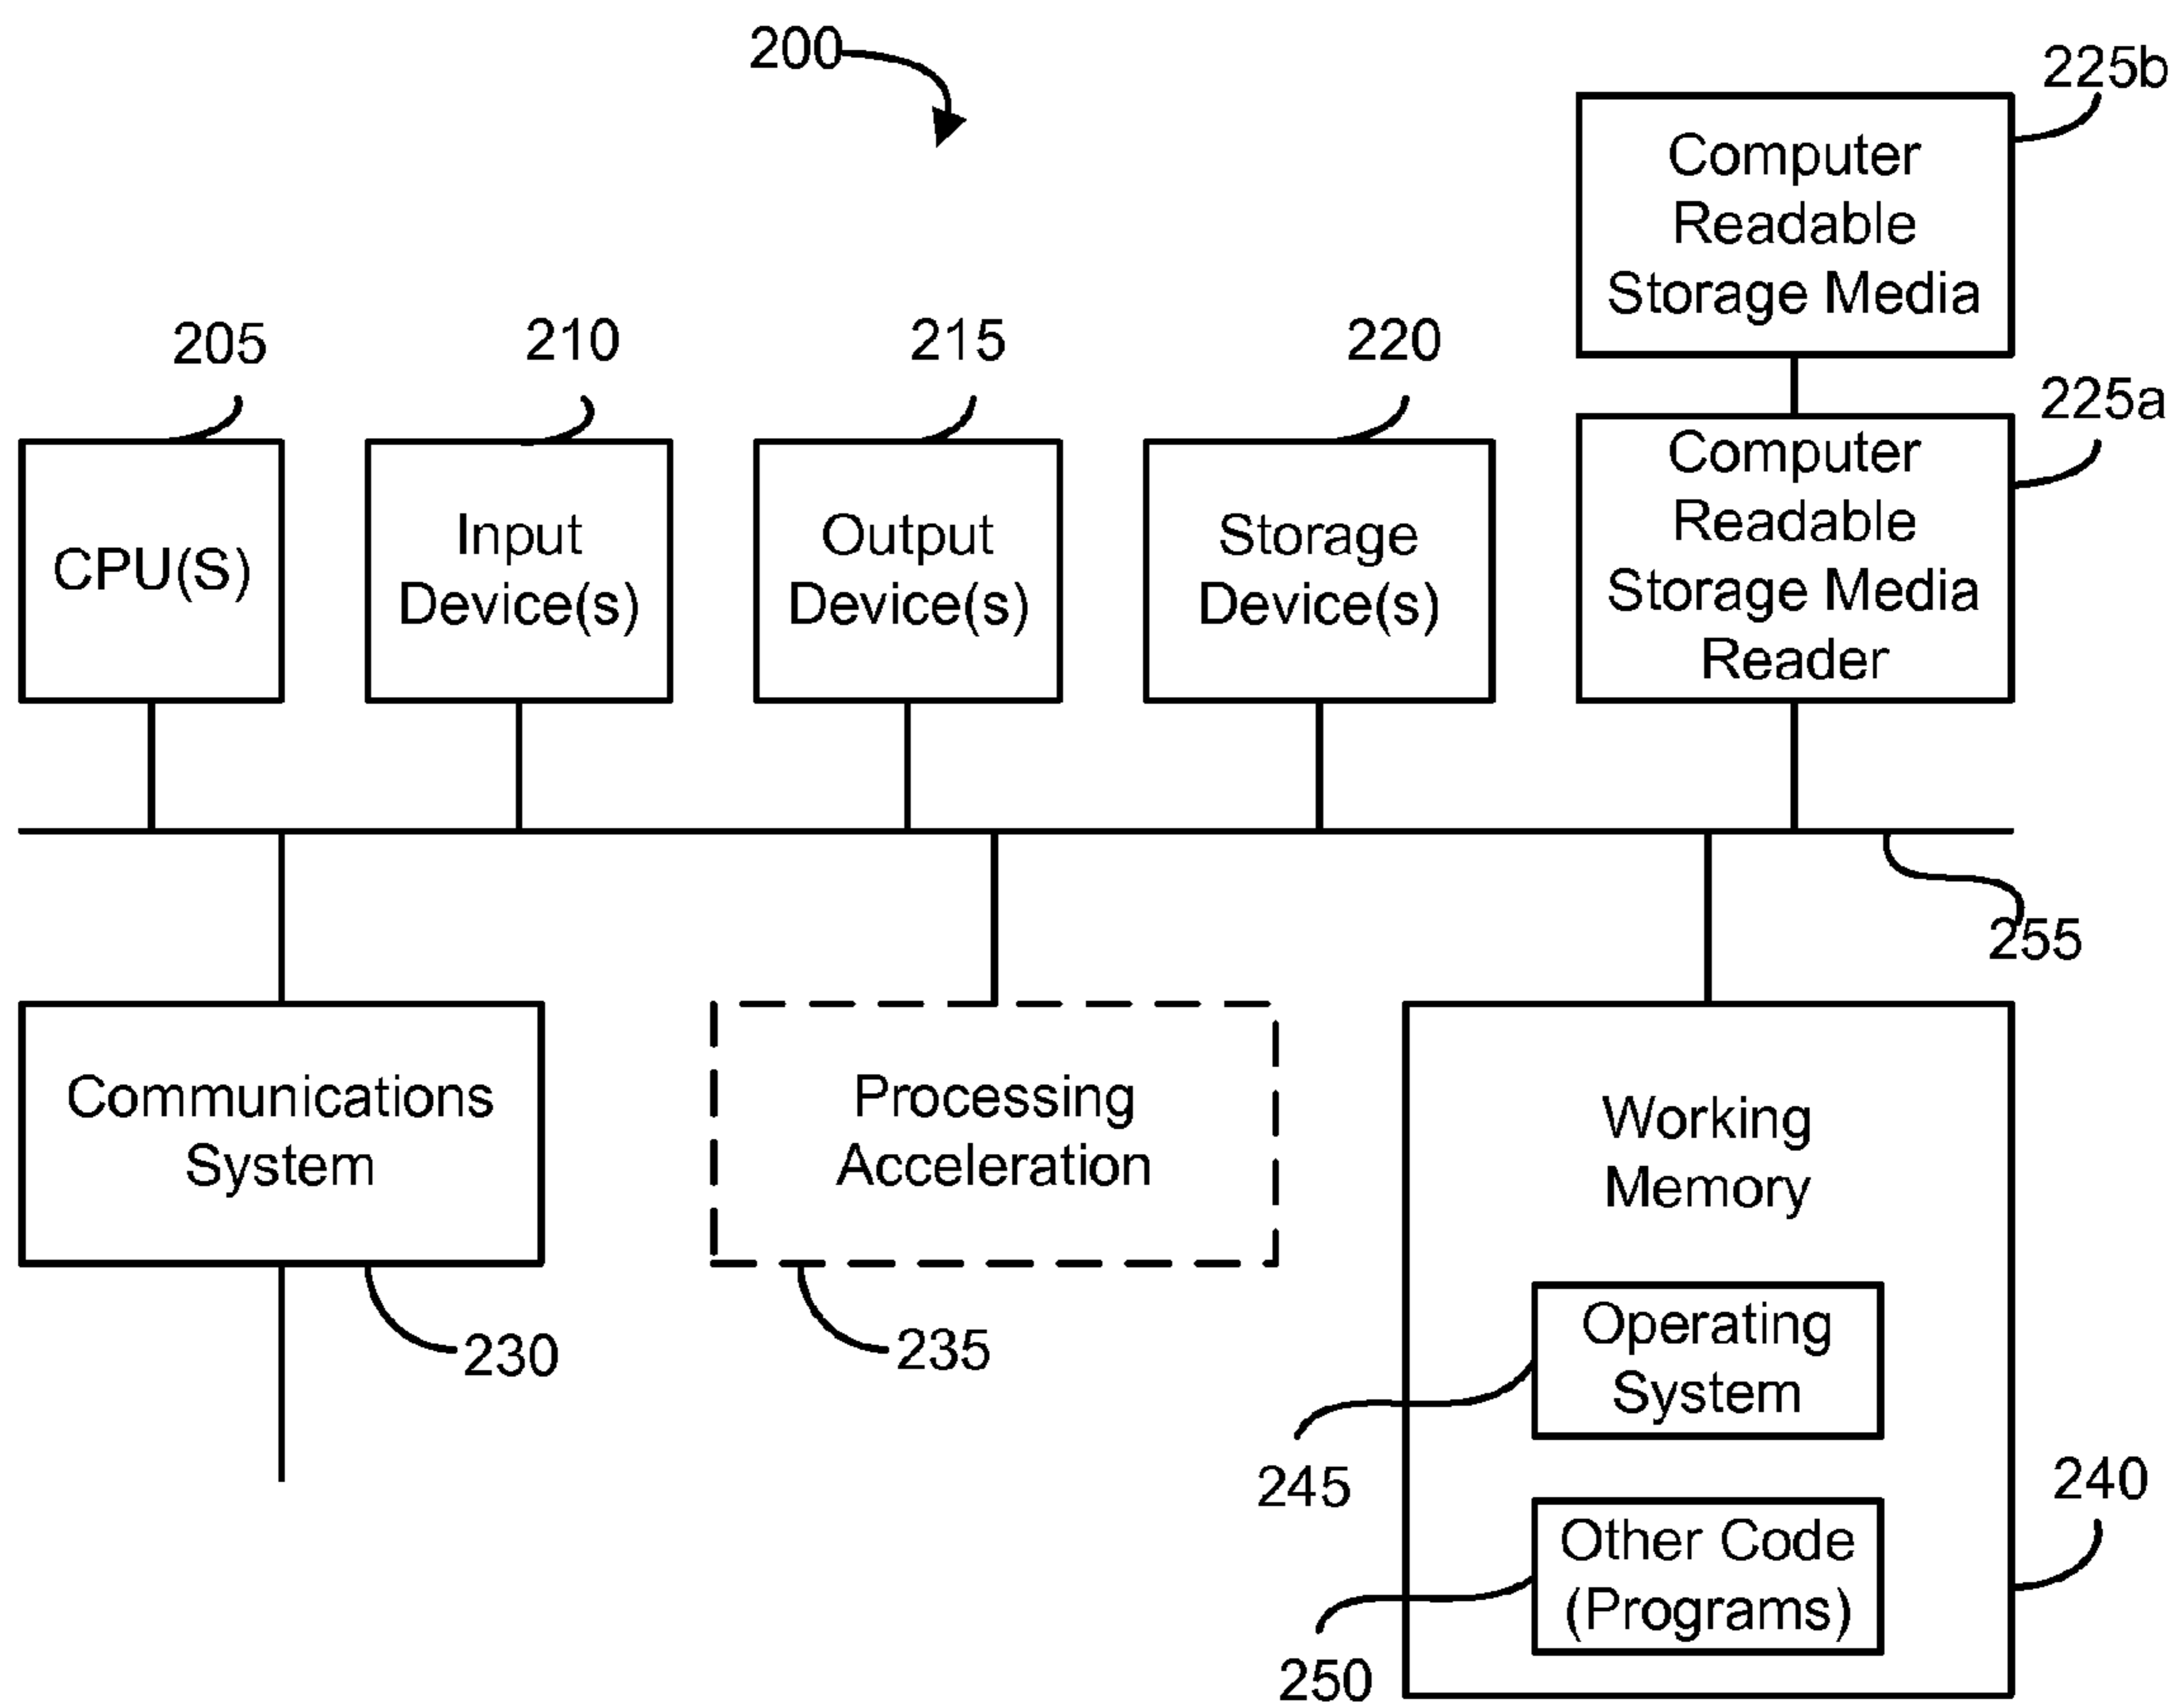 200
225b
Computer
Readable
Storage Media
205
210
215
220
225a
CPU(S)
Input
Device(s)
Output
Device(s)
Storage
Device(s)
Computer
Readable
Storage Media
Reader
255
Communications
System
Processing
Acceleration
Working
Memory
230
235
Operating
System
245
240
Other Code
(Programs)
250